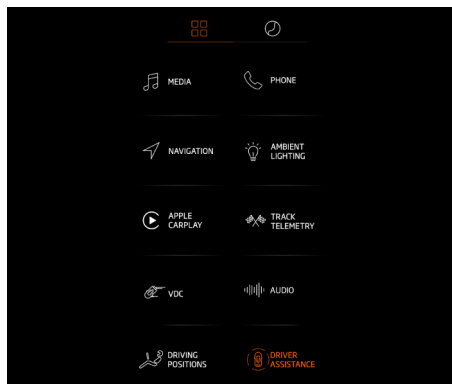 MEDIA
PHONE
NAVIGATION
AMBIENT
LIGHTING
APPLE
CARPLAY
TRACK
TELEMETRY
VDC
AUDIO
DRIVING
POSITIONS
DRIVER
ASSISTANCE